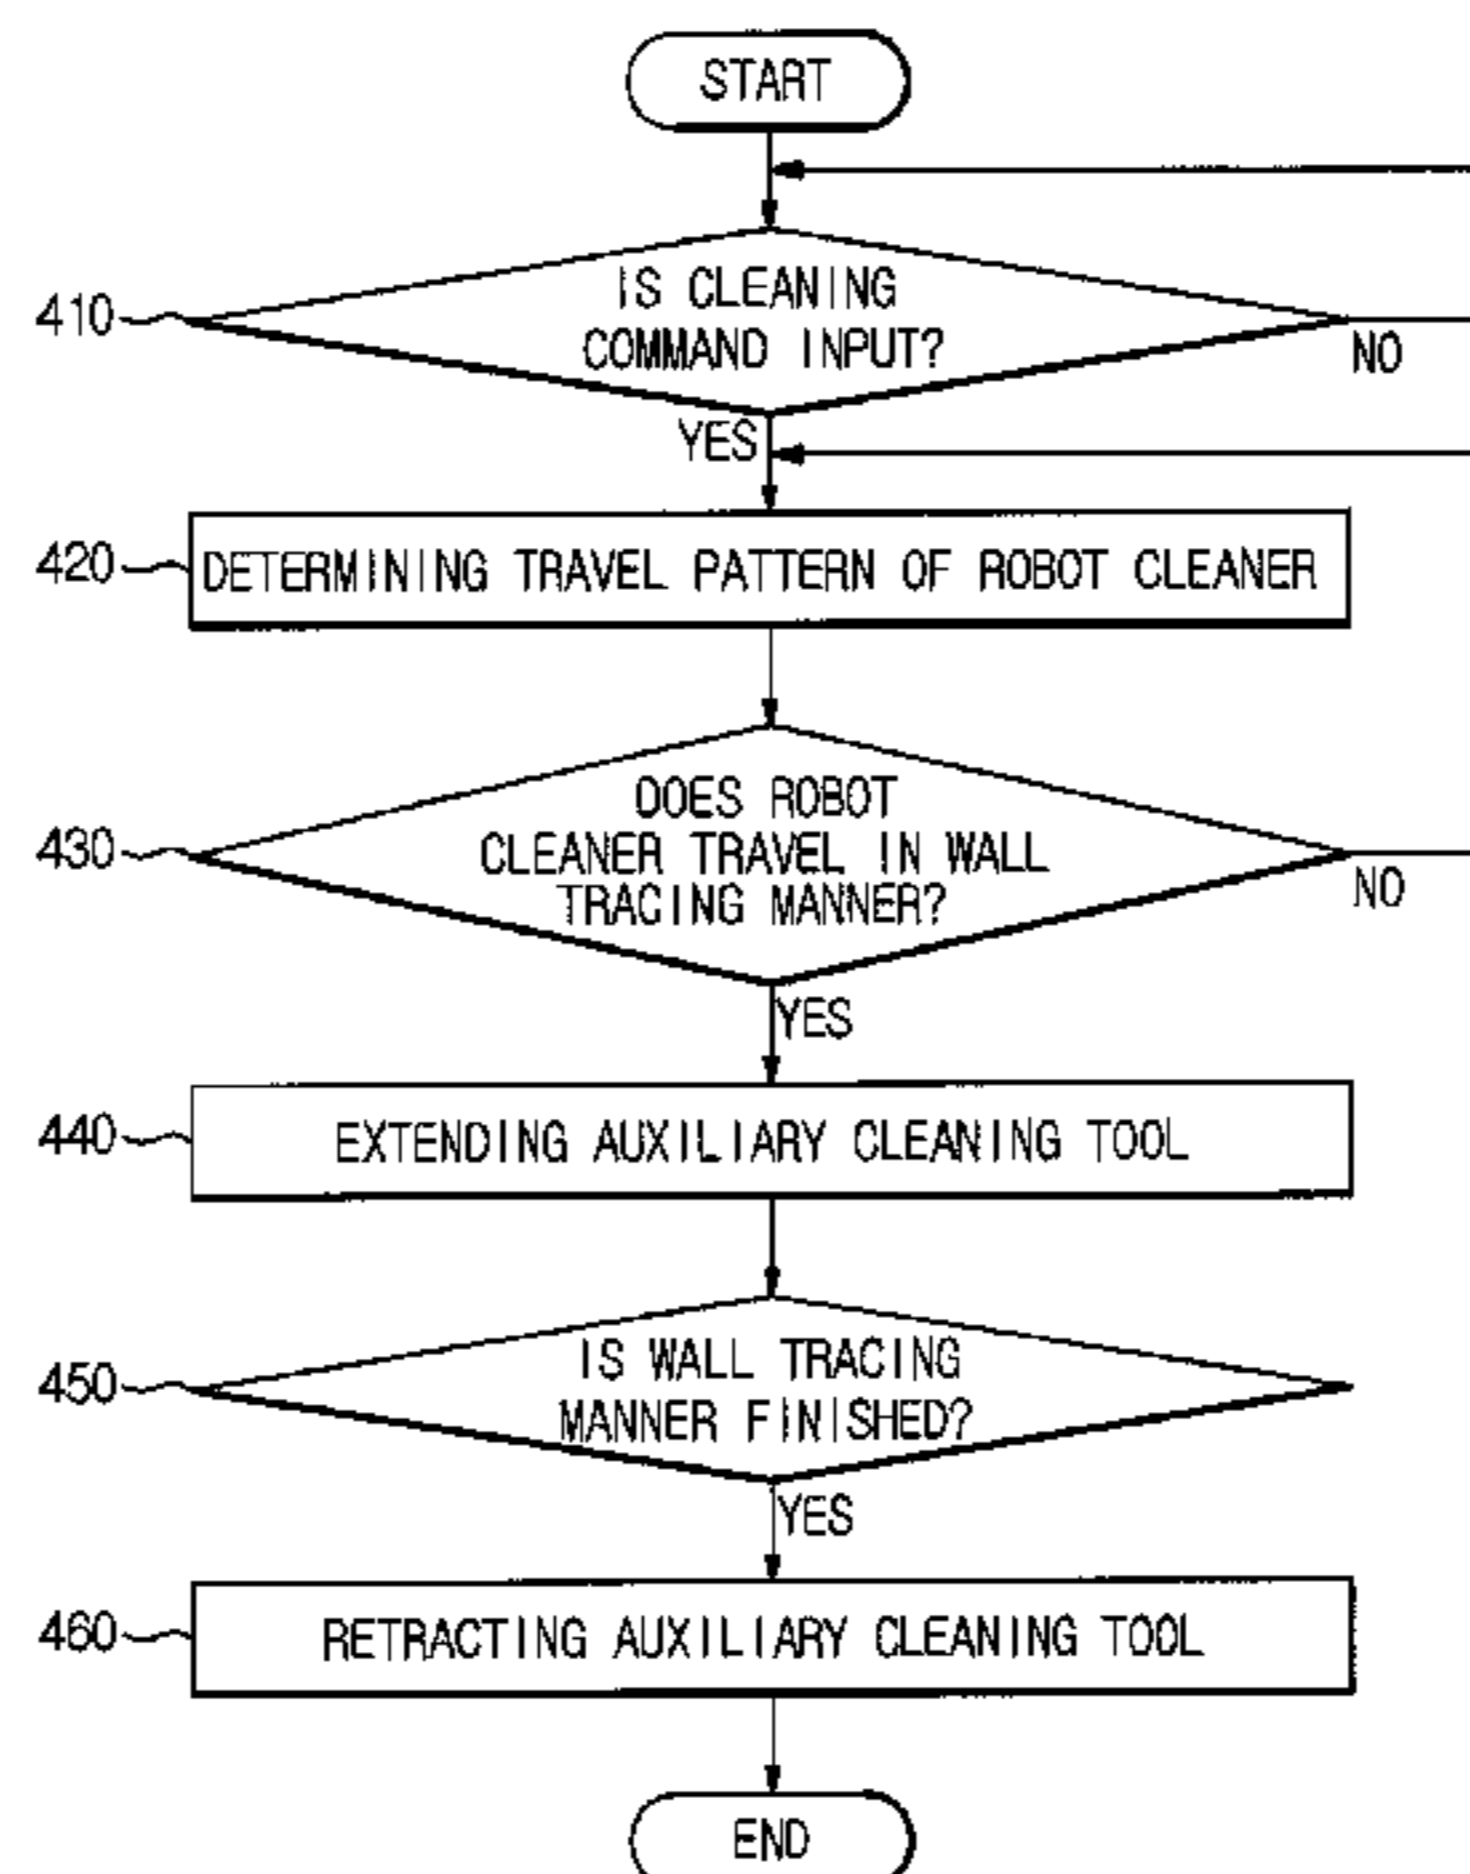 START
410
IS CLEANING
COMMAND INPUT?
NO
YES
420
DETERMINING TRAVEL PATTERN OF ROBOT CLEANER
430
DOES ROBOT
CLEANER TRAVEL IN WALL
TRACING MANNER?
NO
YES
440
EXTENDING AUXILIARY CLEANING TOOL
450
IS WALL TRACING
MANNER FINISHED?
YES
460
RETRACTING AUXILIARY CLEANING TOOL
END